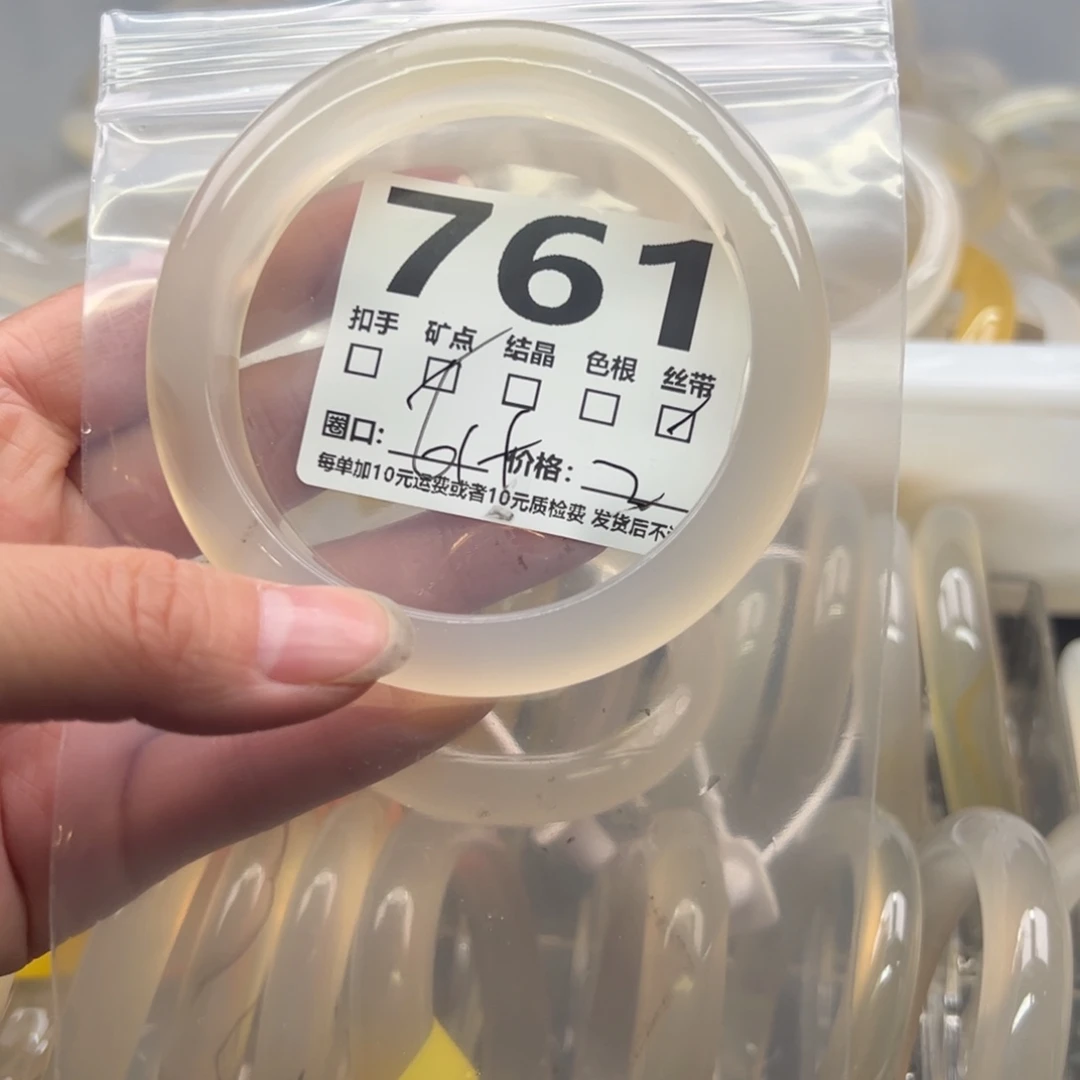 761
扣手 矿点 结晶 色根 丝带
圈口: 价格:
每单加10元运费或者10元质检费 发货后不